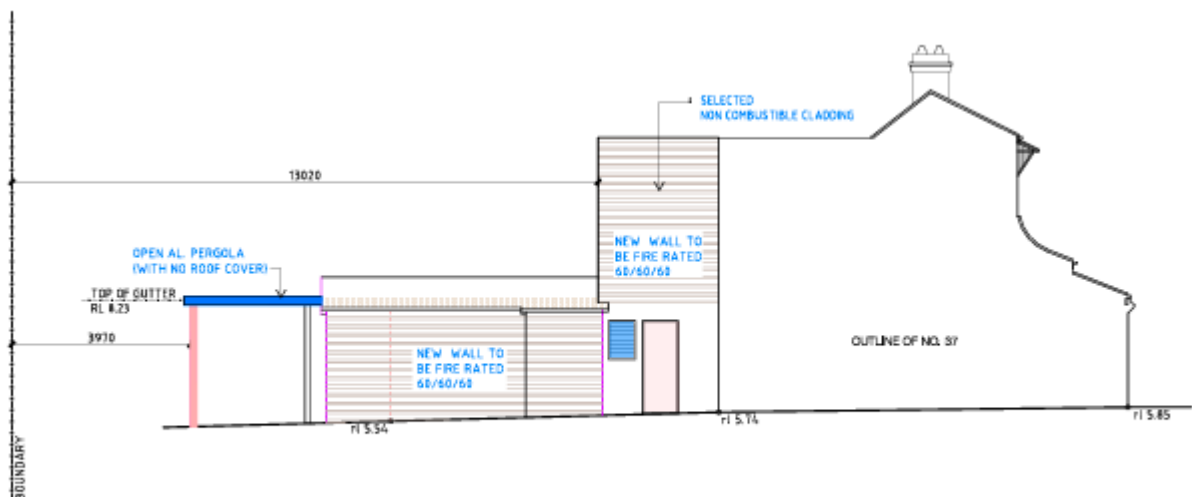 SELECTED
NON COMBUSTIBLE CLADDING
13020
NEW WALL TO
BE FIRE RATED
60/60/60
OPEN AL. PERGOLA
(WITH NO ROOF COVER)
TOP OF GUTTER
RL 8.23
3970
OUTLINE OF NO. 37
NEW WALL TO
BE FIRE RATED
60/60/60
rl 5.54
rl 5.74
rl 5.85
BOUNDARY